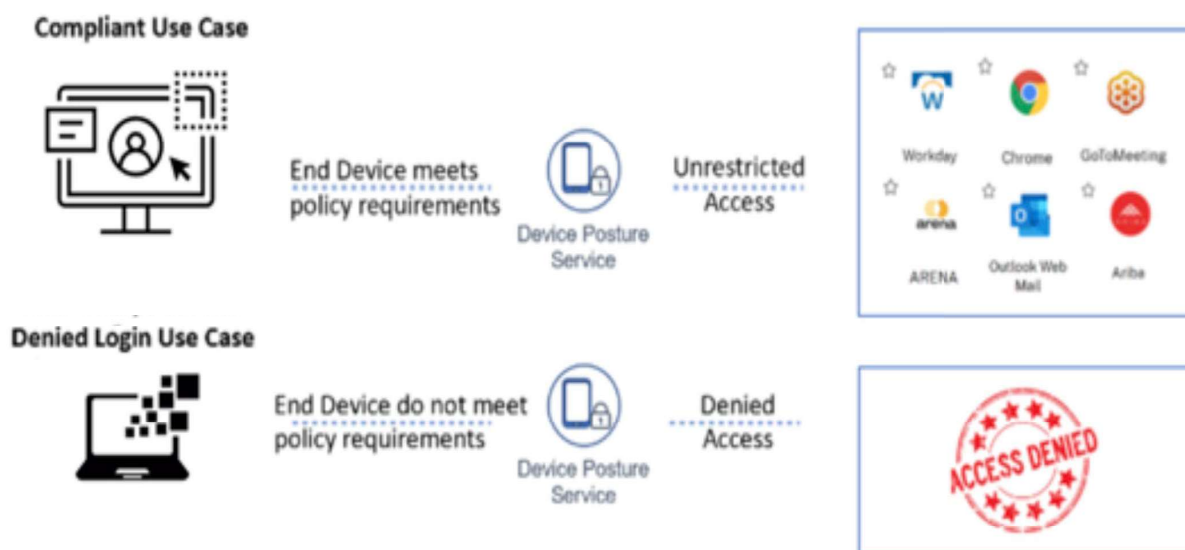 Compliant Use Case
End Device meets
policy requirements
Device Posture
Service
Unrestricted
Access
W
Workday
Chrome
GoToMeeting
arena
O
ARENA
Outlook Web
Mail
Ariba
Denied Login Use Case
End Device do not meet
policy requirements
Device Posture
Service
Denied
Access
ACCESS DENIED